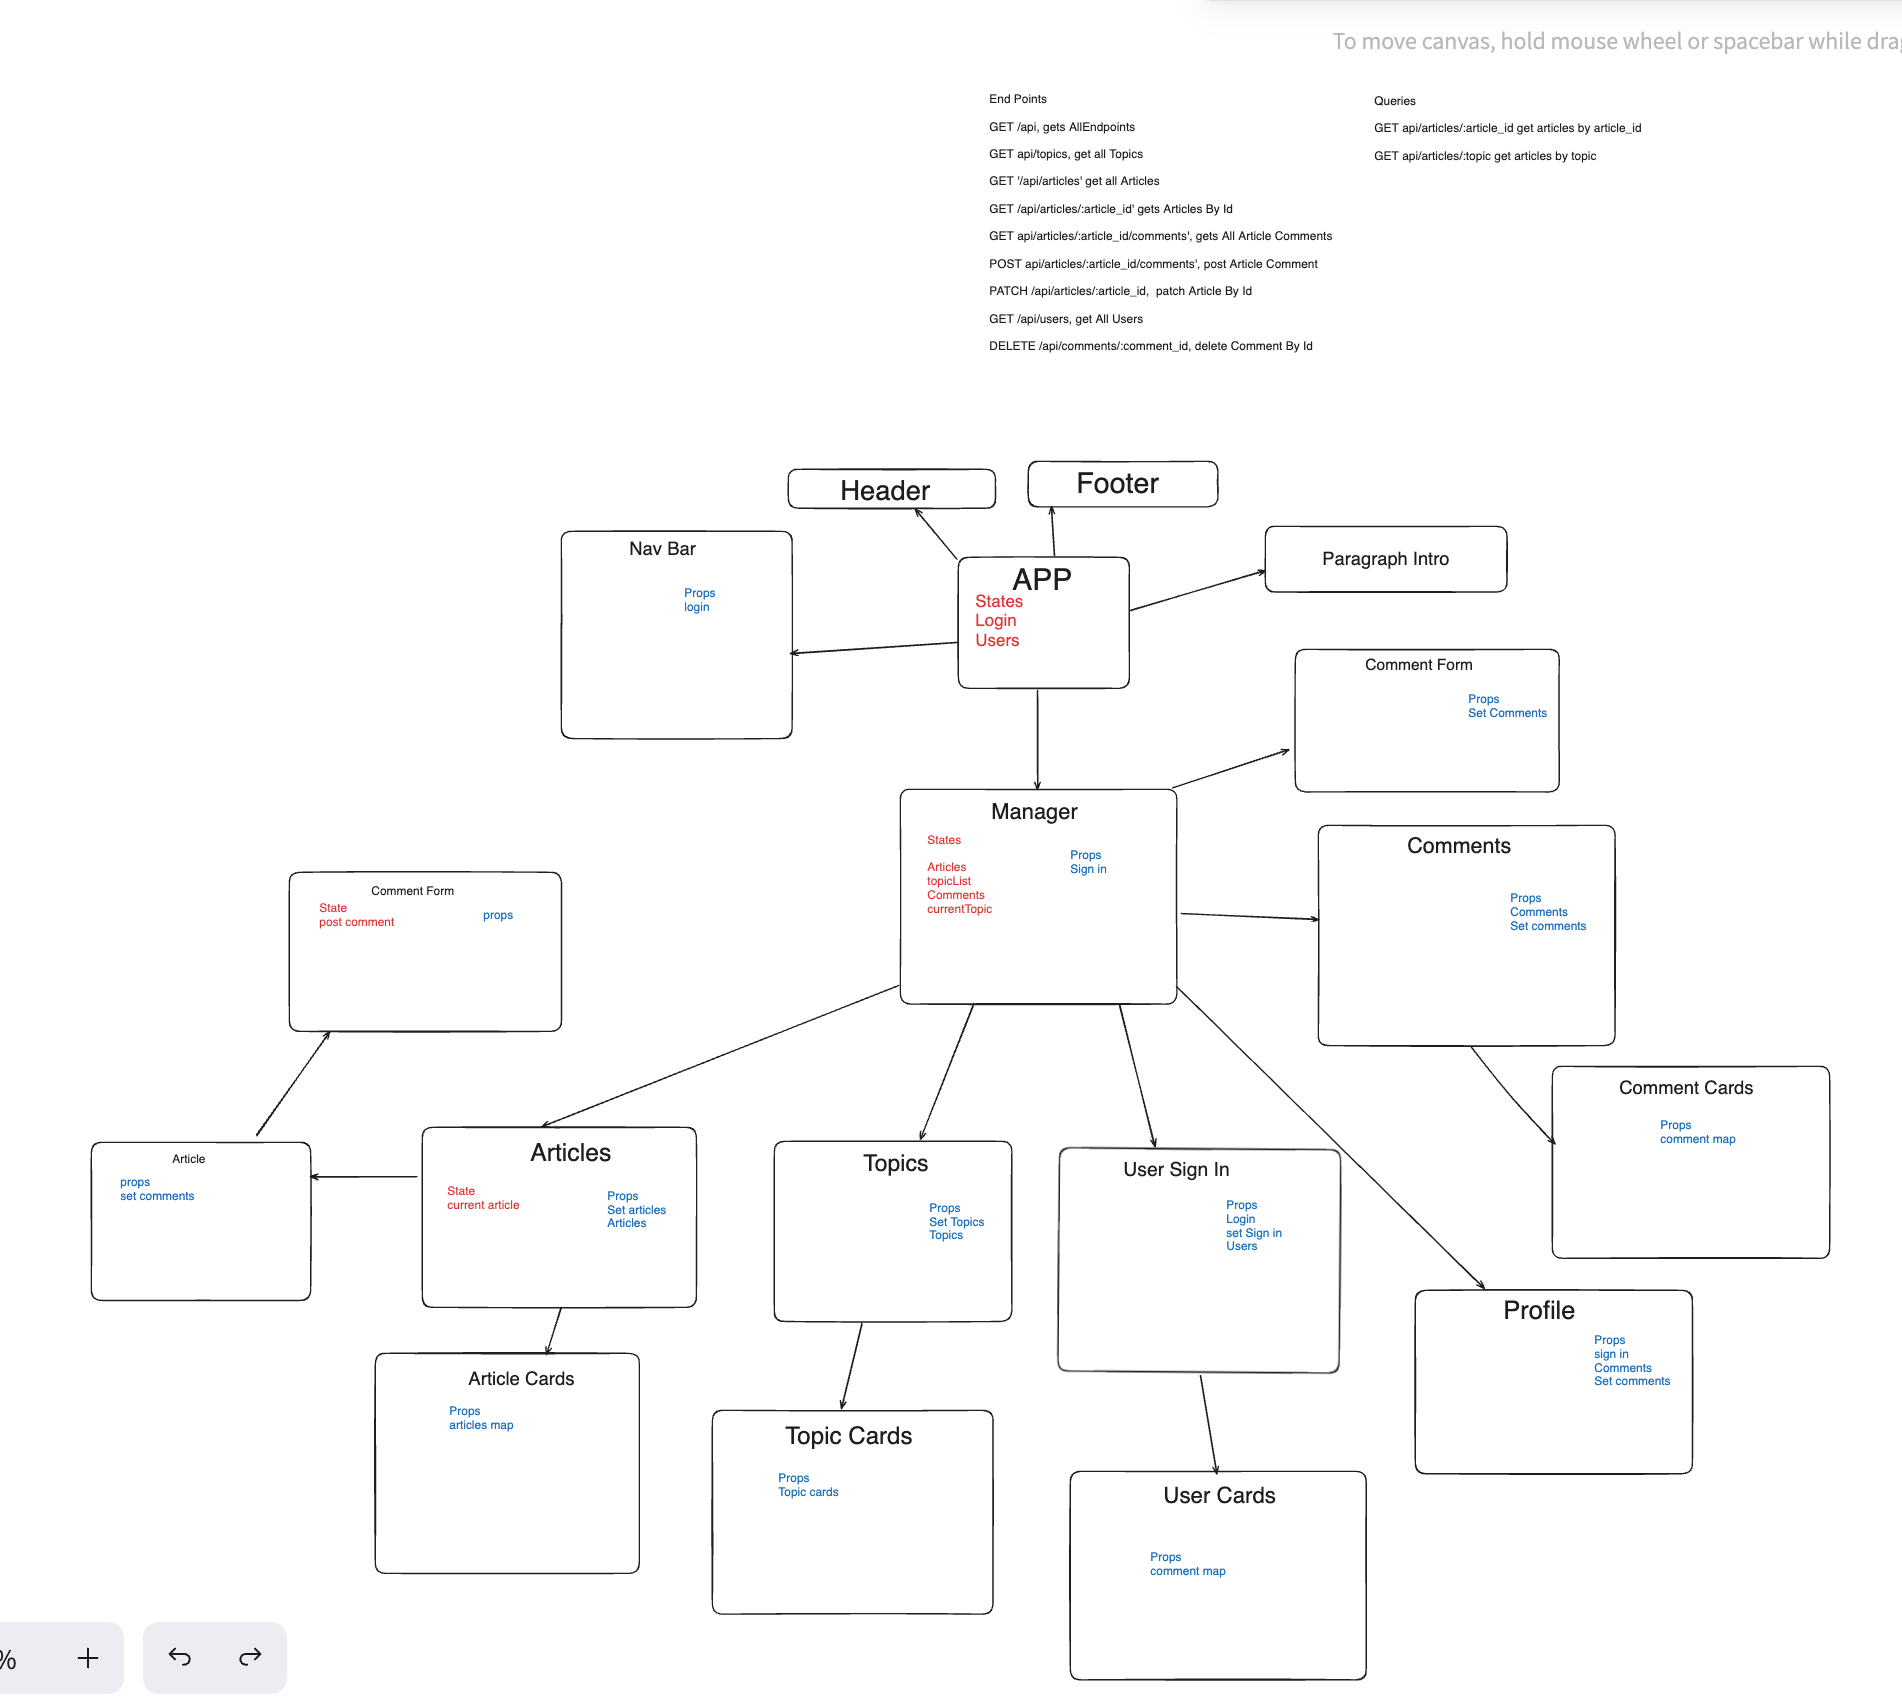 To move canvas, hold mouse wheel or spacebar while
End Points
GET /api, gets AllEndpoints
GET api/topics, get all Topics
GET '/api/articles' get all Articles
GET /api/articles/:article_id' gets Articles By Id
GET api/articles/:article_id/comments', gets All Article Comments
POST api/articles/:article_id/comments', post Article Comment
PATCH /api/articles/:article_id,  patch Article By Id
GET /api/users, get All Users
DELETE /api/comments/:comment_id, delete Comment By Id
Queries
GET api/articles/:article_id get articles by article_id
GET api/articles/:topic get articles by topic
Header
Footer
Nav Bar
Props
login
APP
States
Login
Users
Paragraph Intro
Comment Form
Props
Set Comments
Manager
States
Articles
topicList
Comments
currentTopic
Props
Sign in
Comments
Props
Comments
Set comments
Comment Form
State
post comment
props
Comment Cards
Props
comment map
Article
props
set comments
Articles
State
current article
Props
Set articles
Articles
Topics
Props
Set Topics
Topics
User Sign In
Props
Login
set Sign in
Users
Profile
Props
sign in
Comments
Set comments
Article Cards
Props
articles map
Topic Cards
Props
Topic cards
User Cards
Props
comment map
%